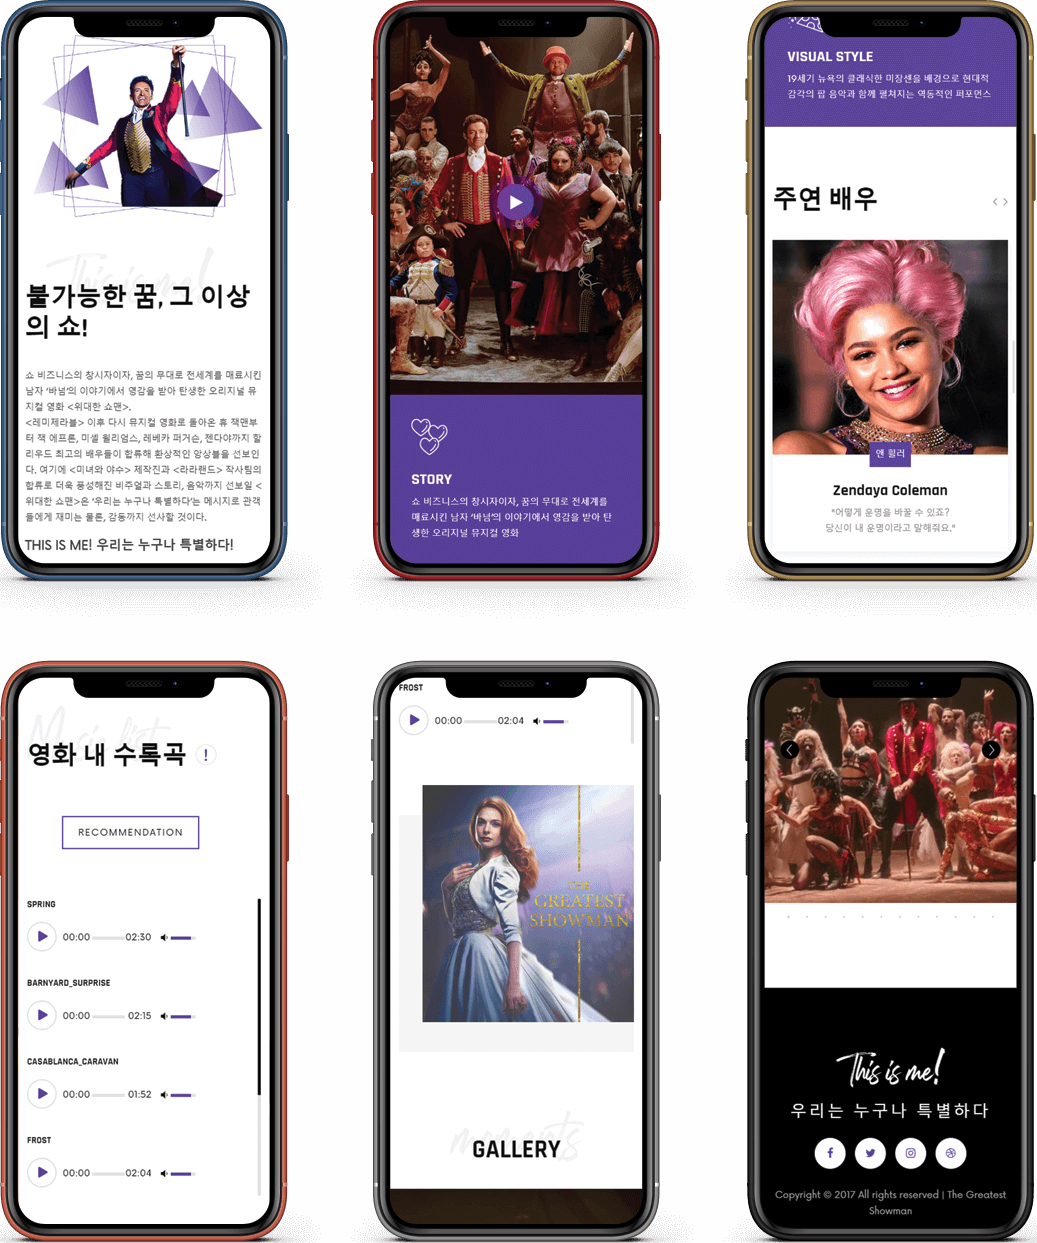 This is me!
불가능한 꿈, 그 이상
의 쇼!
쇼 비즈니스의 창시자이자, 꿈의 무대로 전세계를 매료시킨
남자 ‘바넘’의 이야기에서 영감을 받아 탄생한 오리지널 뮤
지컬 영화 <위대한 쇼맨>.
<레미제라블> 이후 다시 뮤지컬 영화로 돌아온 휴 잭맨부
터 잭 에프론, 미셸 윌리엄스, 레베카 퍼거슨, 젠다야까지 할
리우드 최고의 배우들이 합류해 환상적인 앙상블을 선보인
다. 여기에 <미녀와 야수> 제작진과 <라라랜드> 작사팀의
합류로 더욱 풍성해진 비주얼과 스토리, 음악까지 선보일 <
위대한 쇼맨>은 ‘우리는 누구나 특별하다’는 메시지로 관객
들에게 재미는 물론, 감동까지 선사할 것이다.
THIS IS ME! 우리는 누구나 특별하다!
STORY
쇼 비즈니스의 창시자이자, 꿈의 무대로 전세계를
매료시킨 남자 ‘바넘’의 이야기에서 영감을 받아 탄
생한 오리지널 뮤지컬 영화
VISUAL STYLE
19세기 뉴욕의 클래식한 미장센을 배경으로 현대적
감각의 팝 음악과 함께 펼쳐지는 역동적인 퍼포먼스
주연 배우
앤 휠러
Zendaya Coleman
"어떻게 운명을 바꿀 수 있죠?
당신이 내 운명이라고 말해줘요."
Music list
영화 내 수록곡 !
RECOMMENDATION
SPRING
00:00 02:30
BARNYARD_SURPRISE
00:00 02:15
CASABLANCA_CARAVAN
00:00 01:52
FROST
00:00 02:04
FROST
00:00 02:04
THE
GREATEST
SHOWMAN
moments
GALLERY
This is me!
우리는 누구나 특별하다
Copyright © 2017 All rights reserved | The Greatest
Showman